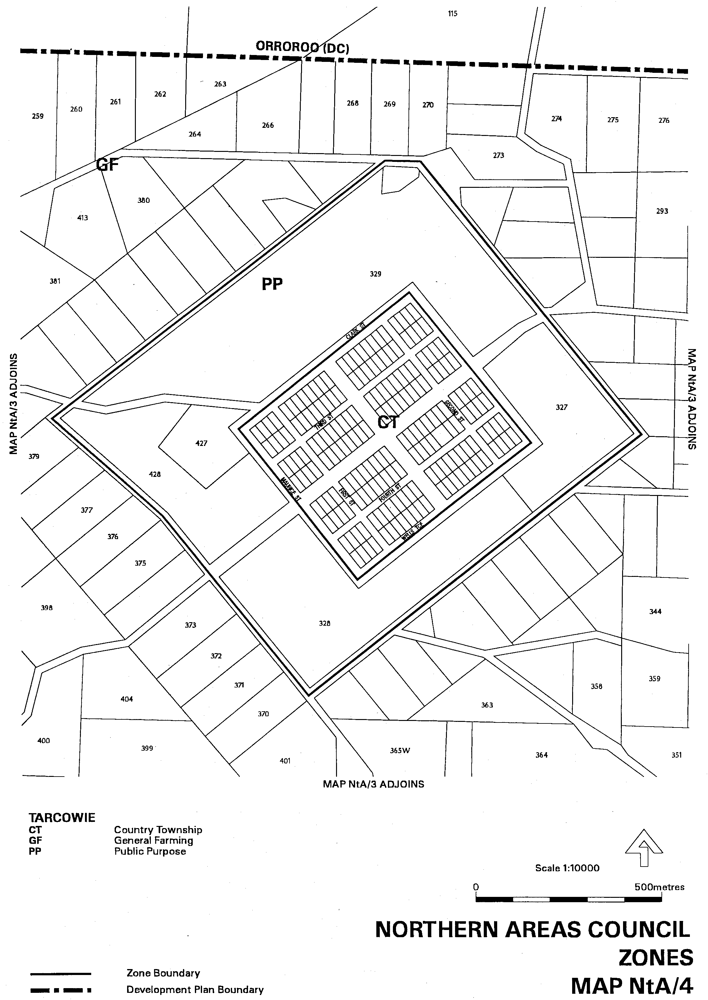 115
ORROROO (DC)
263
262
261
260
259
268
269
270
274
275
276
266
264
273
GF
380
413
293
381
PP
329
CLARK ST
MAP NtA/3 ADJOINS
MAP NtA/3 ADJOINS
THIRD ST
SECOND ST
CT
327
427
379
428
MAURICE ST
FIRST ST
FOURTH ST
WELLS TCE
377
376
375
398
344
373
328
372
371
359
358
404
363
370
400
399
365W
364
351
401
MAP NtA/3 ADJOINS
TARCOWIE
CT Country Township
GF General Farming
PP Public Purpose
Scale 1:10000
0 500metres
NORTHERN AREAS COUNCIL
ZONES
MAP NtA/4
Zone Boundary
Development Plan Boundary